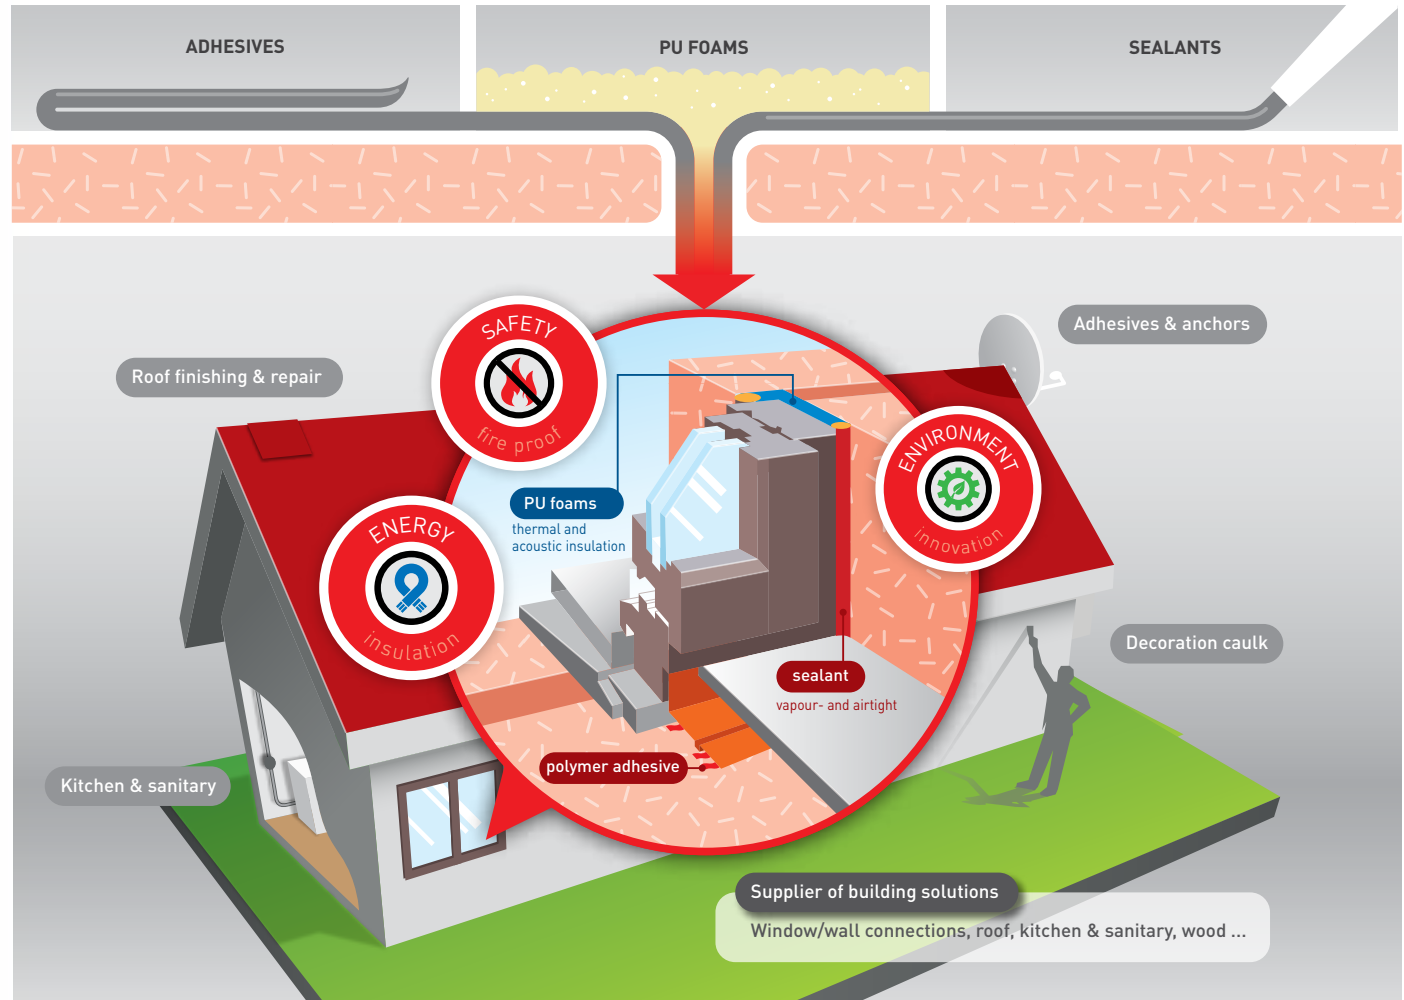 ADHESIVES
PU FOAMS
SEALANTS
SAFETY
fire proof
Adhesives & anchors
Roof finishing & repair
ENVIRONMENT
innovation
PU foams
thermal and
acoustic insulation
ENERGY
insulation
Decoration caulk
sealant
vapour- and airtight
polymer adhesive
Kitchen & sanitary
Supplier of building solutions
Window/wall connections, roof, kitchen & sanitary, wood ...